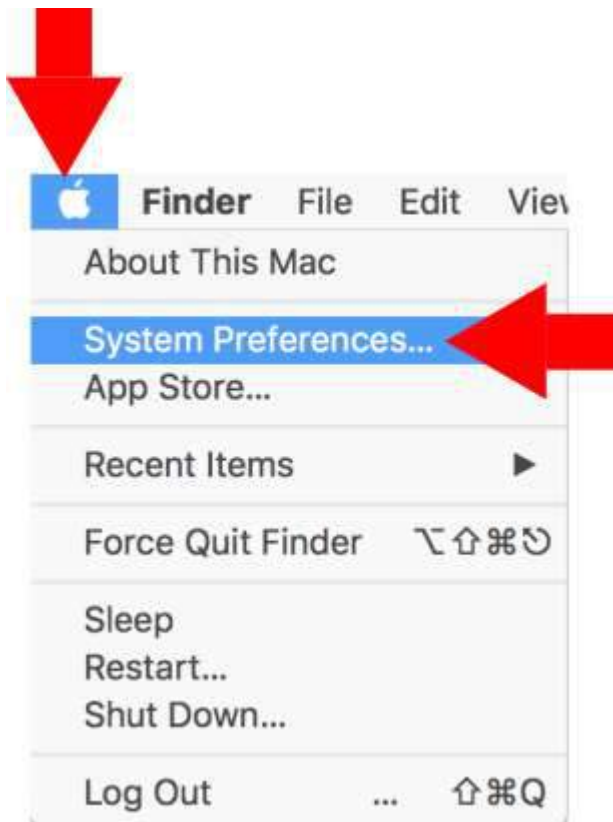 Finder File Edit View
About This Mac
System Preferences...
App Store...
Recent Items ▶
Force Quit Finder ⌥⇧⌘⎋
Sleep
Restart...
Shut Down...
Log Out ... ⇧⌘Q